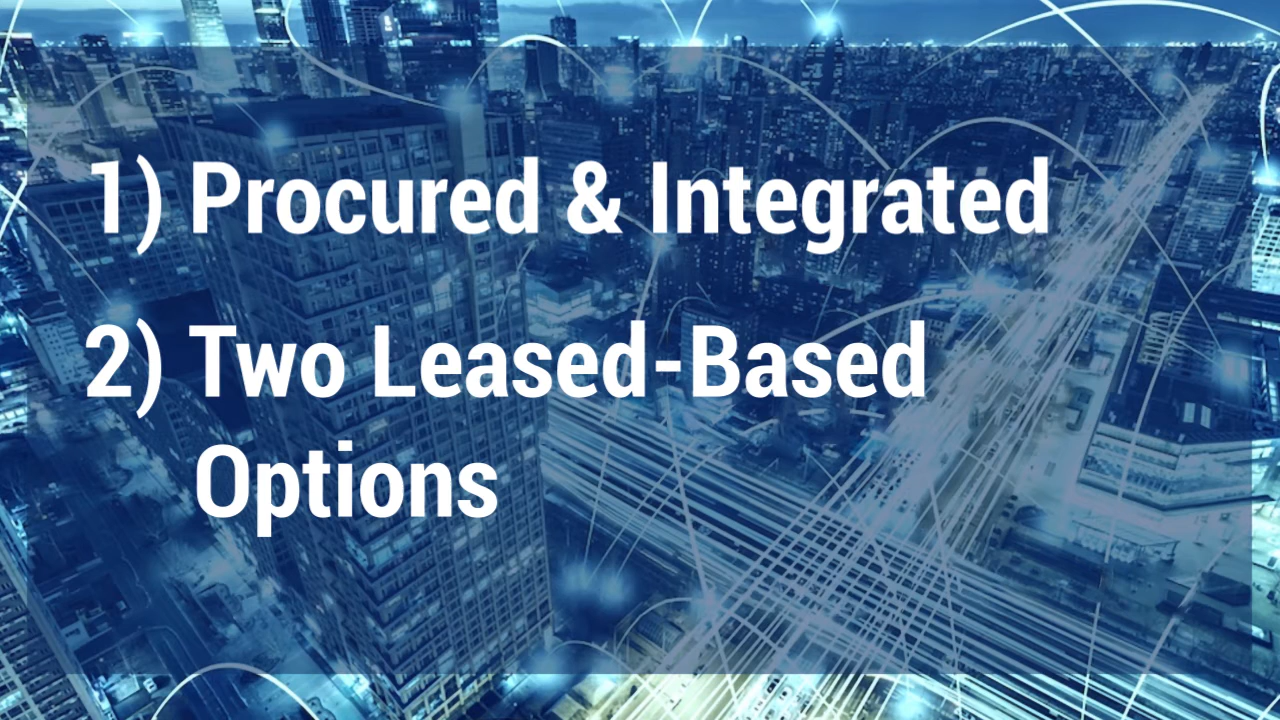 1) Procured & Integrated
2) Two Leased-Based
Options